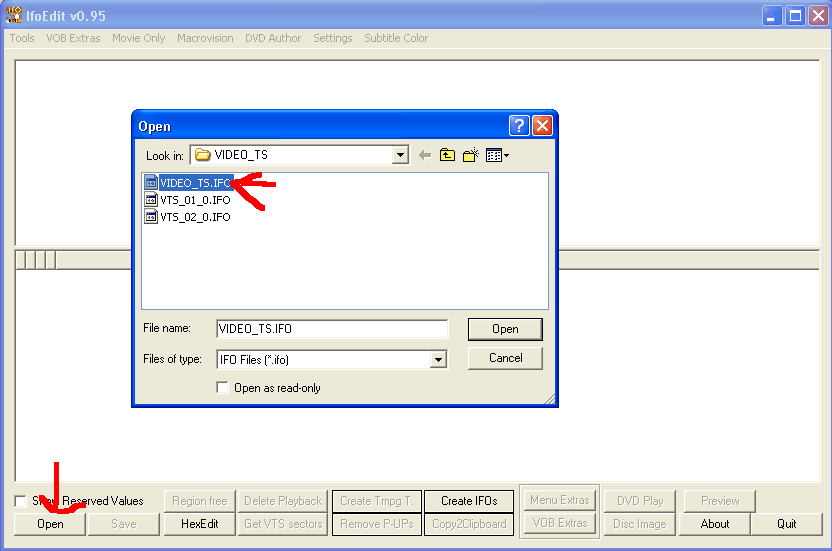 IfoEdit v0.95
Tools VOB Extras Movie Only Macrovision DVD Author Settings Subtitle Color
Open
Look in: VIDEO_TS
VIDEO_TS.IFO
VTS_01_0.IFO
VTS_02_0.IFO
File name: VIDEO_TS.IFO Open
Files of type: IFO Files (*.ifo) Cancel
Open as read-only
Show Reserved Values Region free Delete Playback Create Tmpg T. Create IFOs Menu Extras DVD Play Preview
Open Save HexEdit Get VTS sectors Remove P-UPs Copy2Clipboard VOB Extras Disc Image About Quit